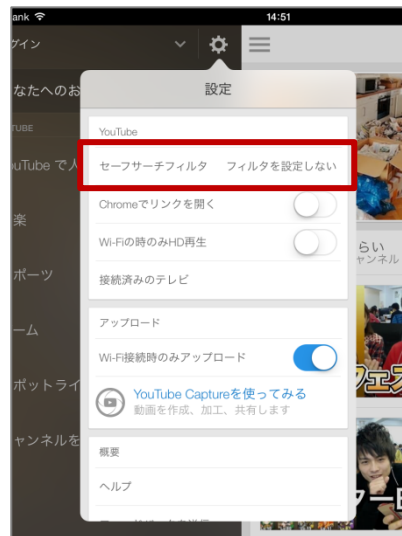 ank 14:51
グイン
設定
なたへのお
TUBE
YouTube
uTube で人
セーフサーチフィルタ フィルタを設定しない
Chromeでリンクを開く
楽
Wi-Fiの時のみHD再生
らい
ャンネル
ポーツ
接続済みのテレビ
アップロード
ーム
Wi-Fi接続時のみアップロード
フェス
ポットライ
YouTube Captureを使ってみる
動画を作成、加工、共有します
ャンネルを
概要
ヘルプ